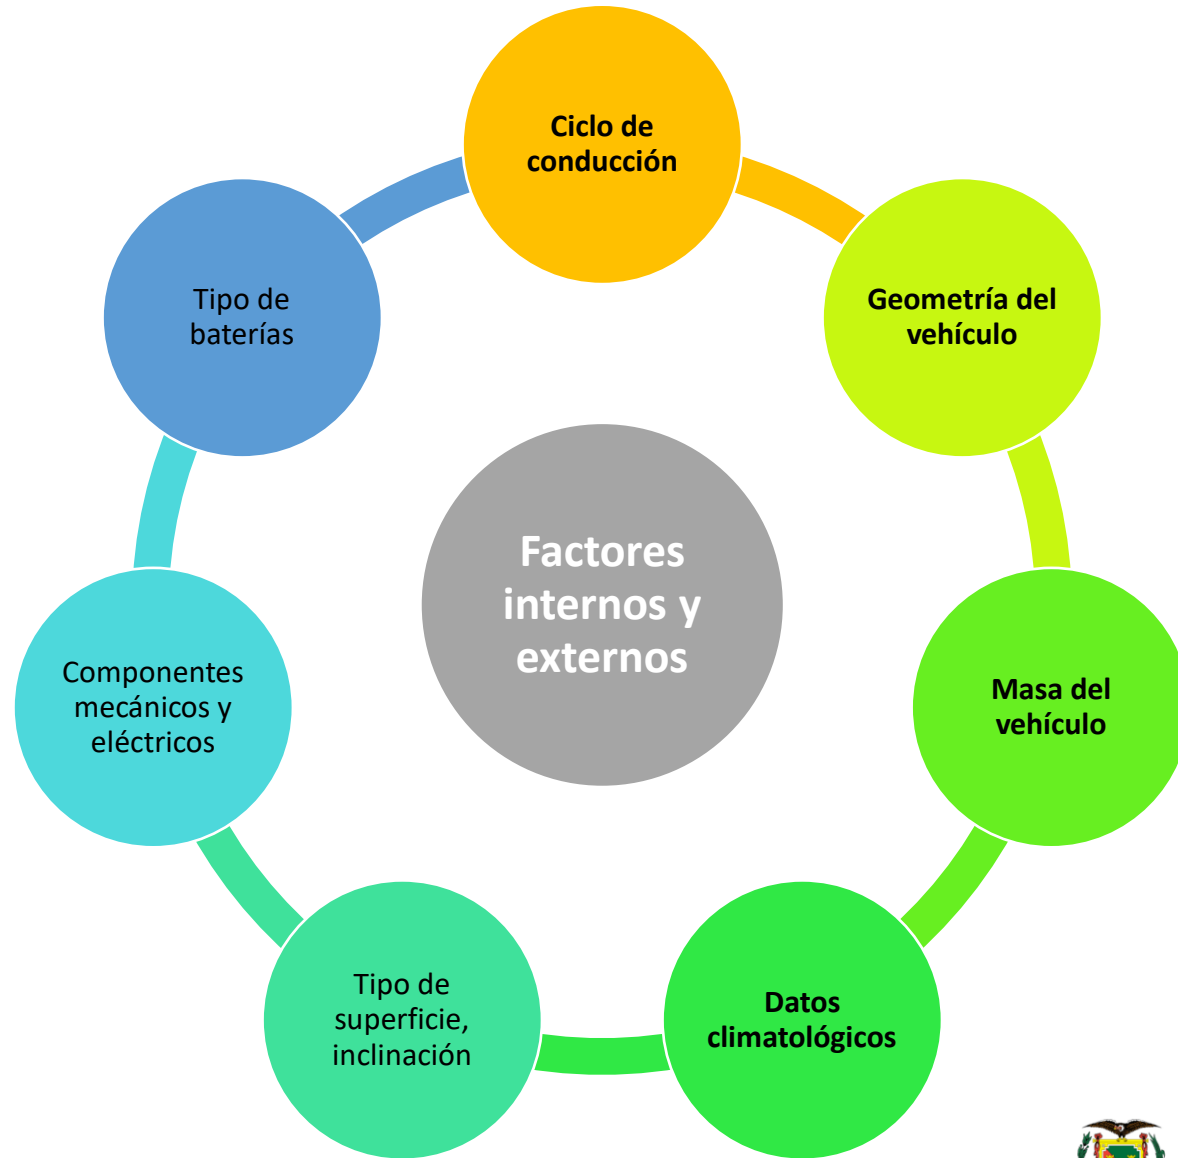 Ciclo de
conducción
Geometría del
vehículo
Masa del
vehículo
Datos
climatológicos
Tipo de
superficie,
inclinación
Componentes
mecánicos y
eléctricos
Tipo de
baterías
Factores
internos y
externos